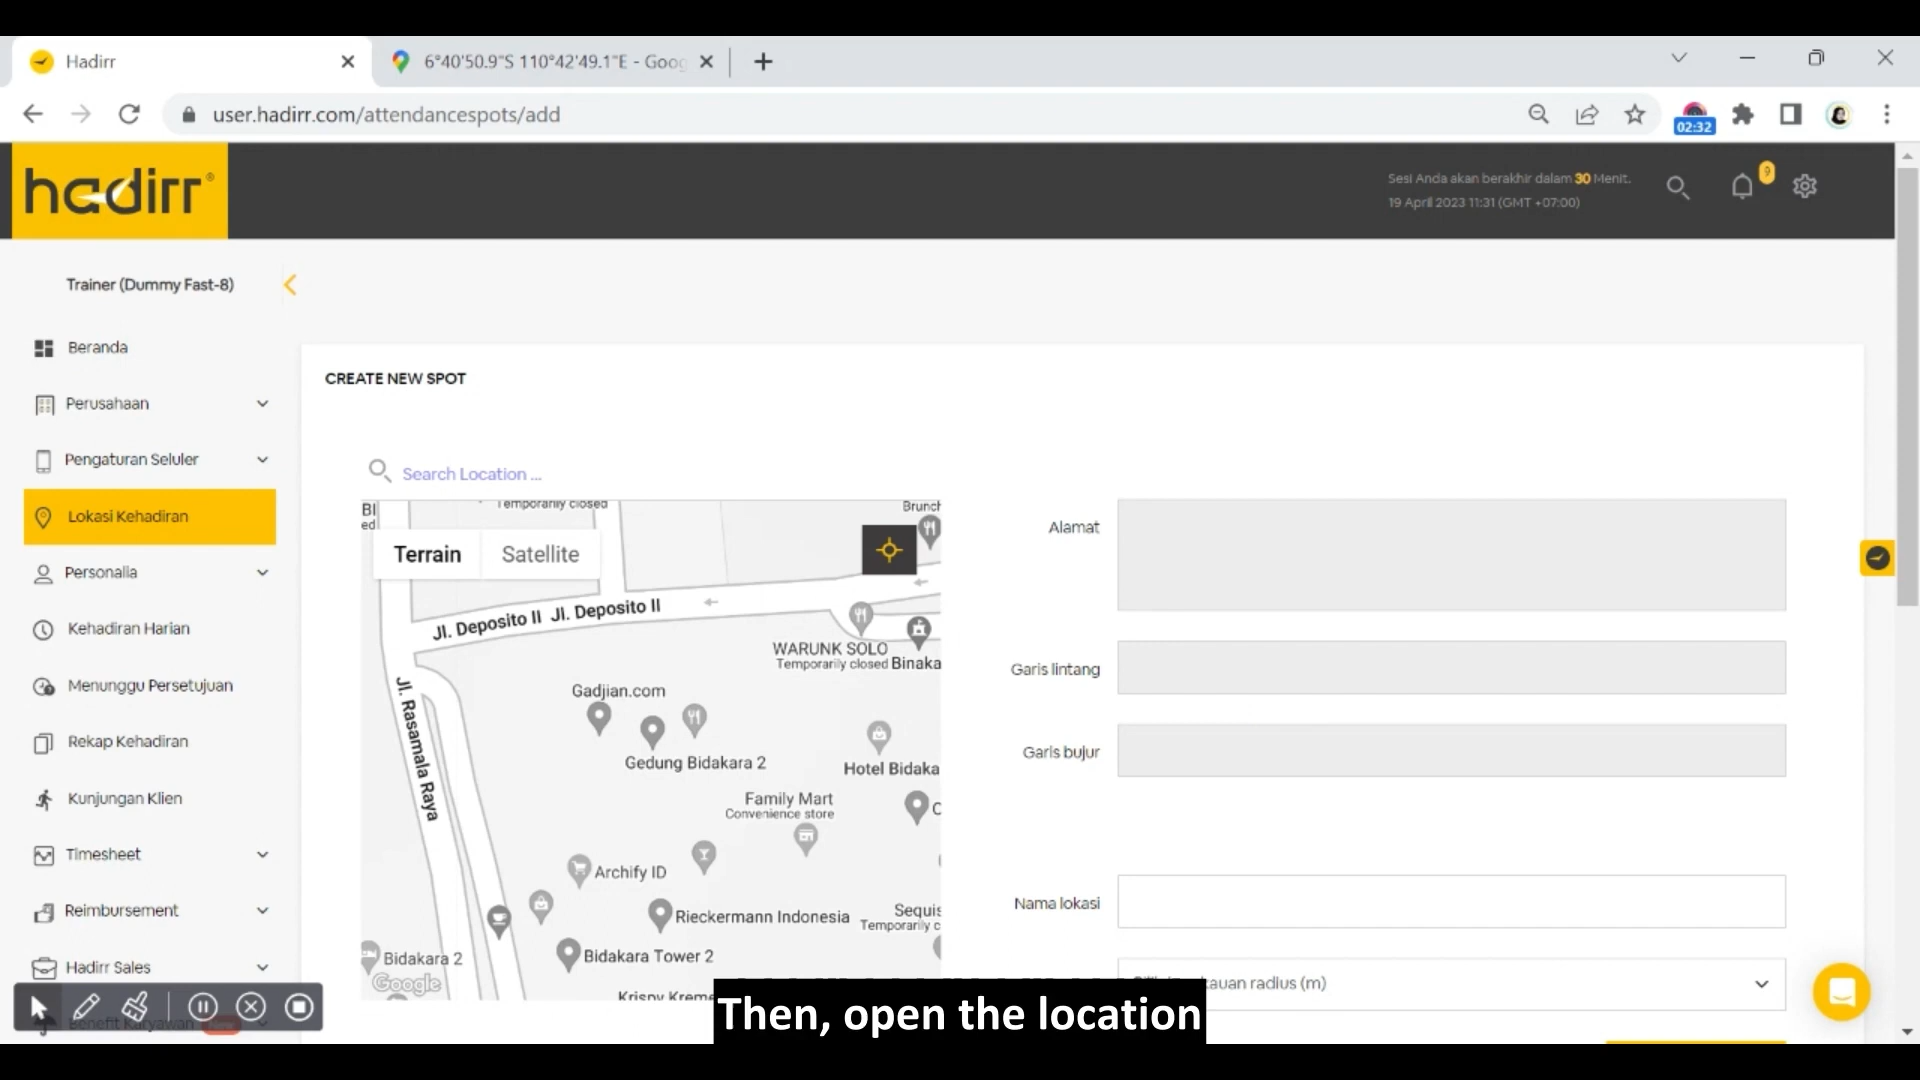 Hadirr
6°40'50.9"S 110°42'49.1"E - Goog
user.hadirr.com/attendancespots/add
02:32
hadirr®
Sesi Anda akan berakhir dalam 30 Menit.
19 April 2023 11:31 (GMT +07:00)
9
Trainer (Dummy Fast-8)
Beranda
Perusahaan
Pengaturan Seluler
Lokasi Kehadiran
Personalia
Kehadiran Harian
Menunggu Persetujuan
Rekap Kehadiran
Kunjungan Klien
Timesheet
Reimbursement
Hadirr Sales
Benefit Karyawan
CREATE NEW SPOT
Search Location ...
Temporarily closed
Brunch
Terrain
Satellite
Jl. Deposito II Jl. Deposito II
WARUNK SOLO
Temporarily closed
Binaka
Jl. Rasamala Raya
Gadjian.com
Gedung Bidakara 2
Hotel Bidaka
Family Mart
Convenience store
Archify ID
Rieckermann Indonesia
Sequis
Temporarily c
Bidakara 2
Bidakara Tower 2
Google
Krispy Kreme
Alamat
Garis lintang
Garis bujur
Nama lokasi
radius (m)
Then, open the location